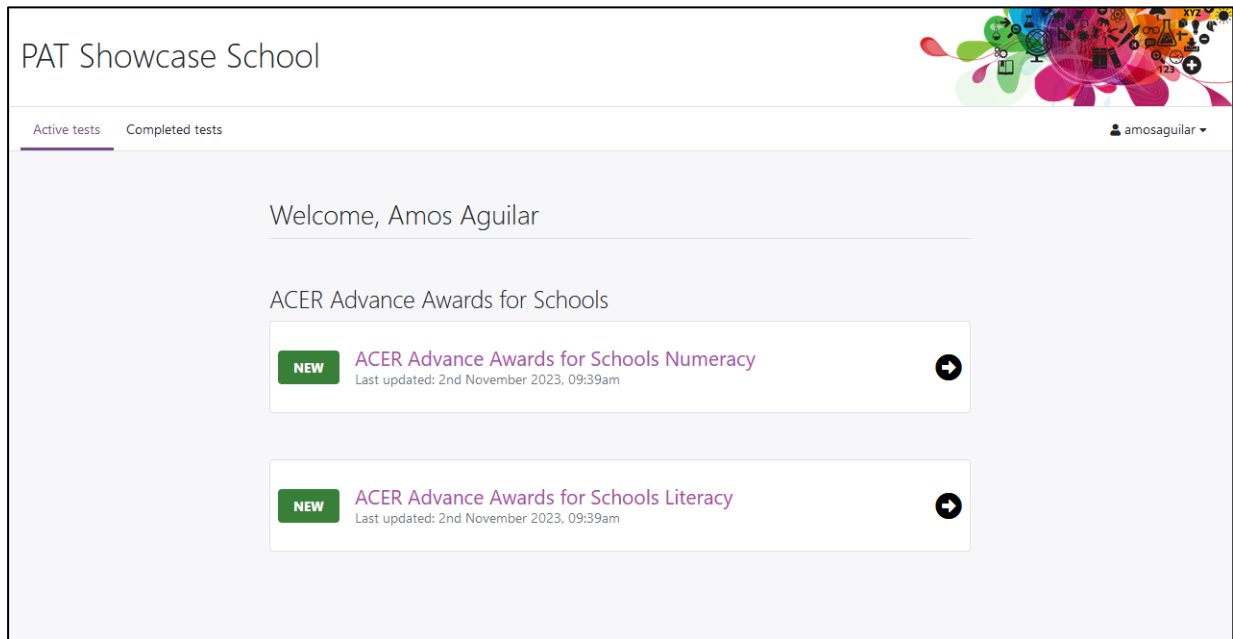 PAT Showcase School
XYZ
123
Active tests Completed tests amosaguilar
Welcome, Amos Aguilar
ACER Advance Awards for Schools
NEW ACER Advance Awards for Schools Numeracy
Last updated: 2nd November 2023, 09:39am
NEW ACER Advance Awards for Schools Literacy
Last updated: 2nd November 2023, 09:39am